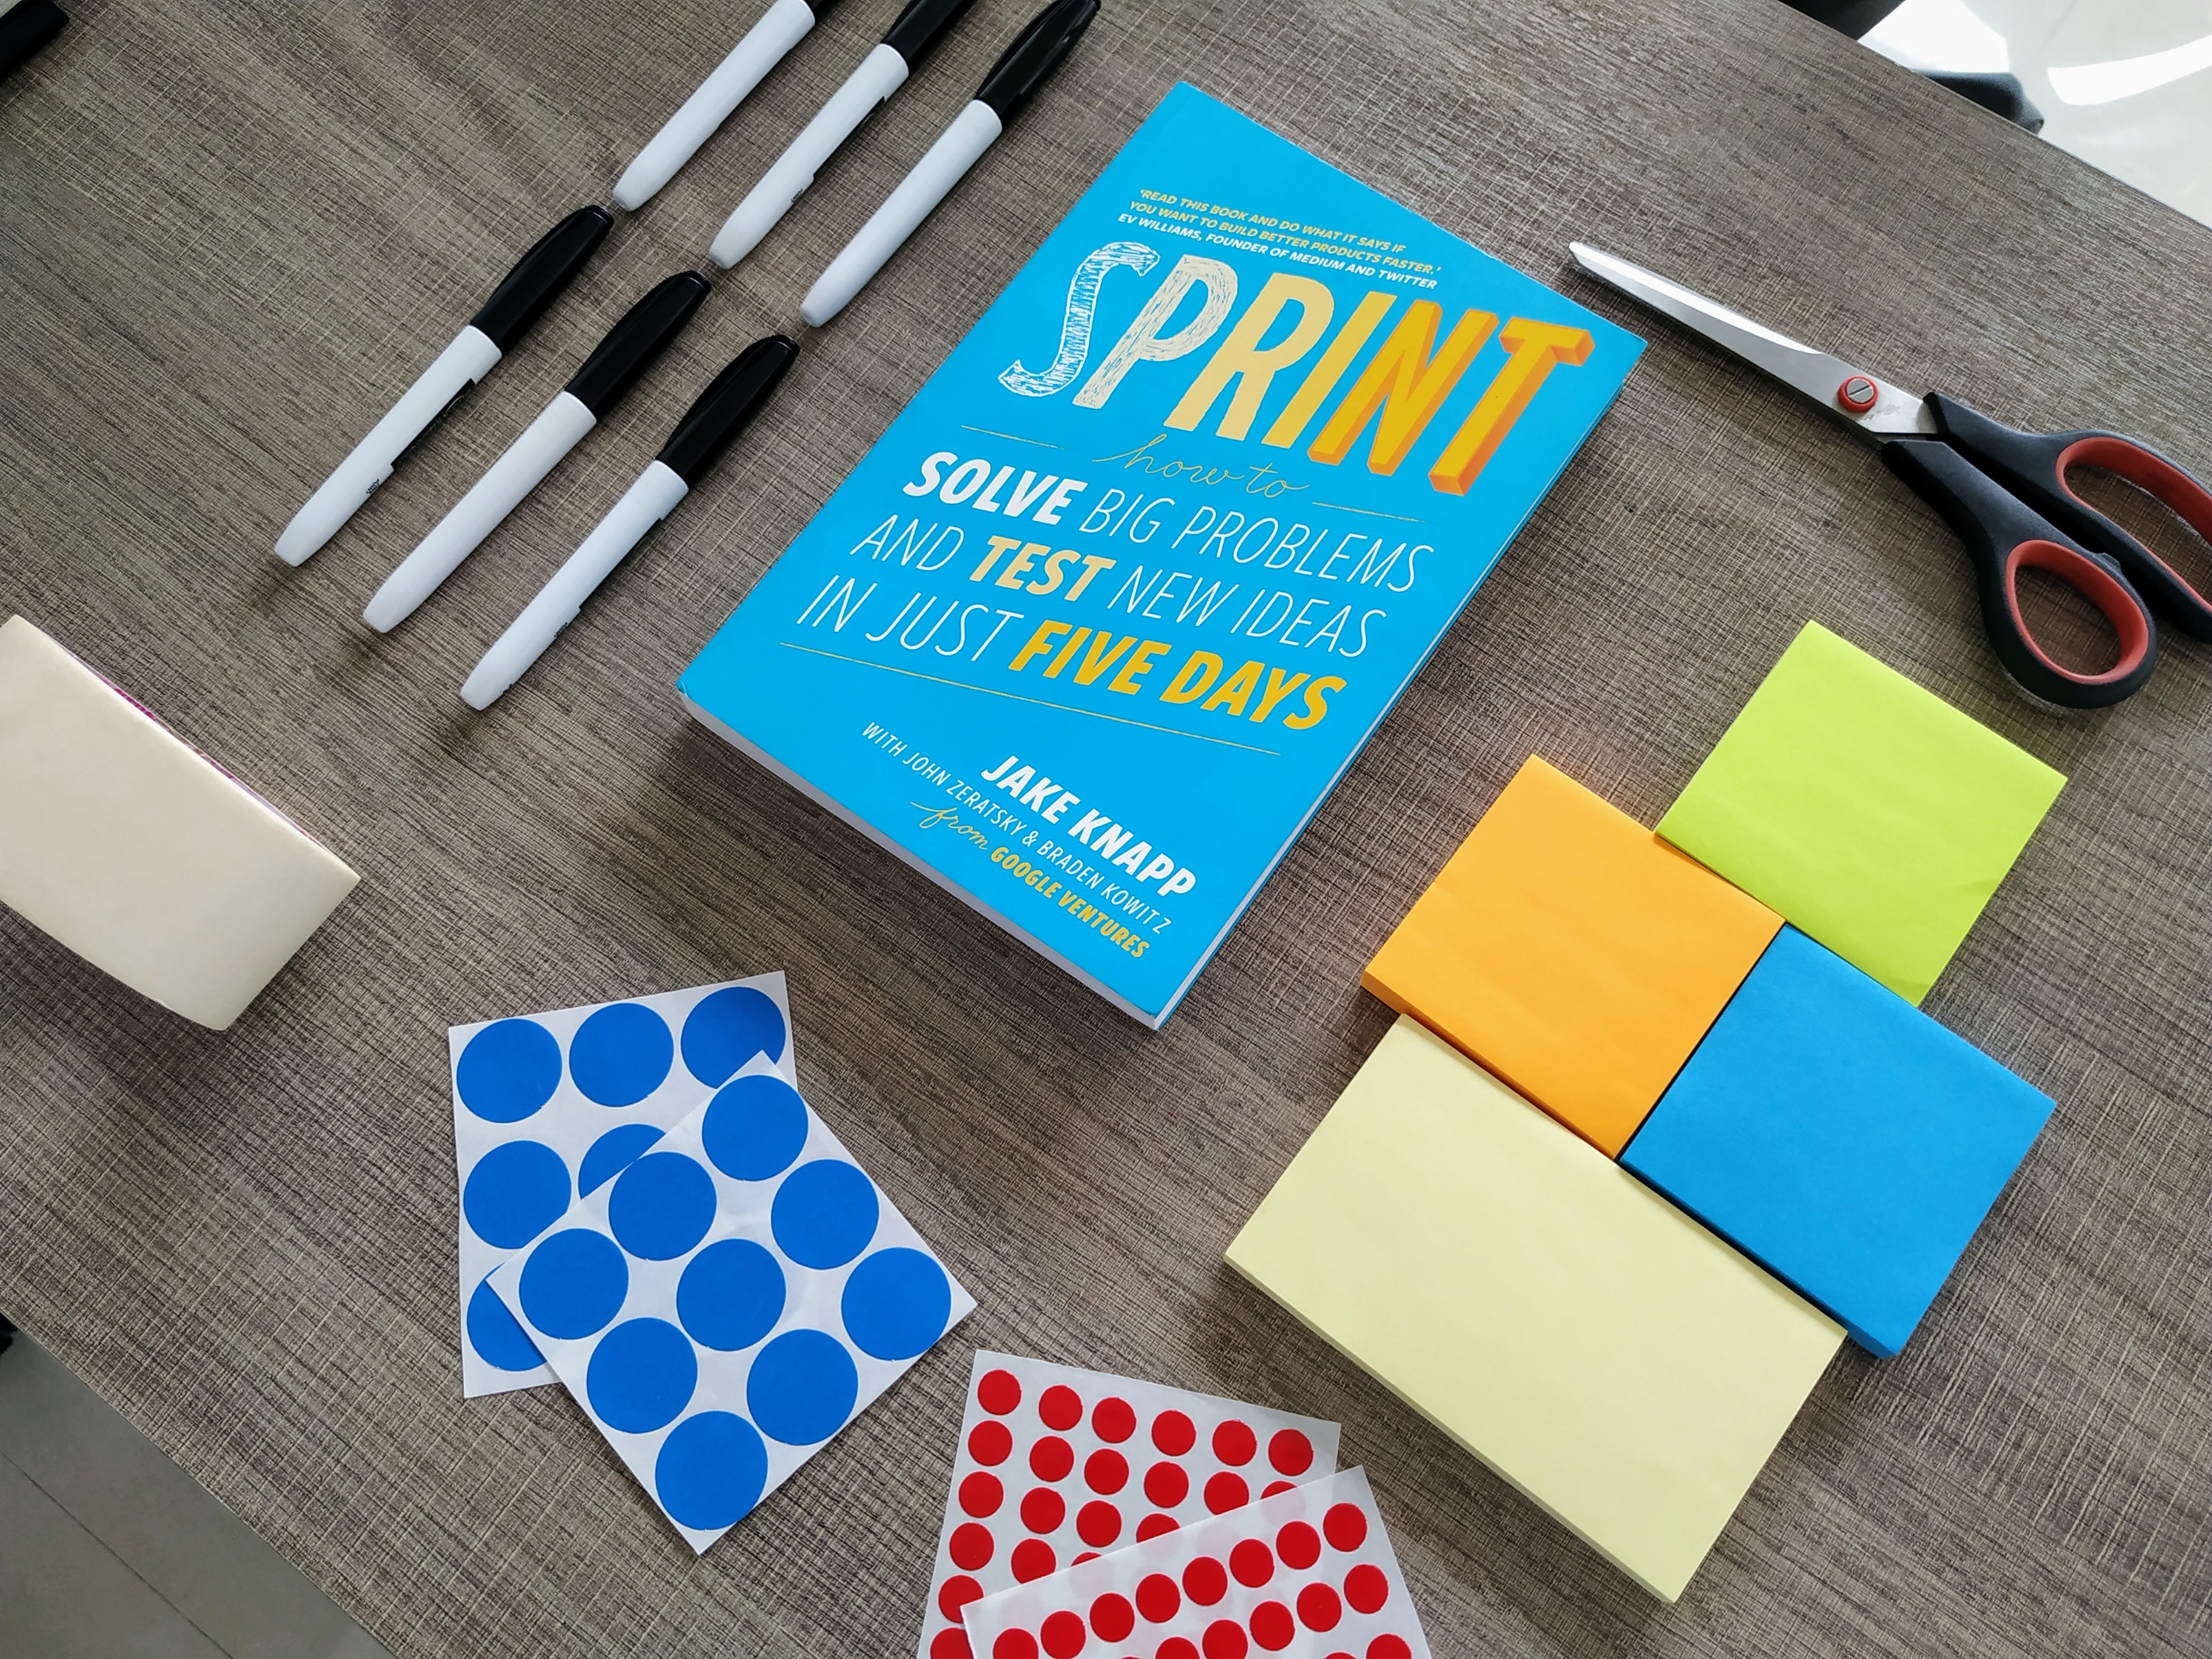 'READ THIS BOOK AND DO WHAT IT SAYS IF
YOU WANT TO BUILD BETTER PRODUCTS FASTER.'
EV WILLIAMS, FOUNDER OF MEDIUM AND TWITTER
SPRINT
how to
SOLVE BIG PROBLEMS
AND TEST NEW IDEAS
IN JUST FIVE DAYS
JAKE KNAPP
WITH JOHN ZERATSKY & BRADEN KOWITZ
from GOOGLE VENTURES